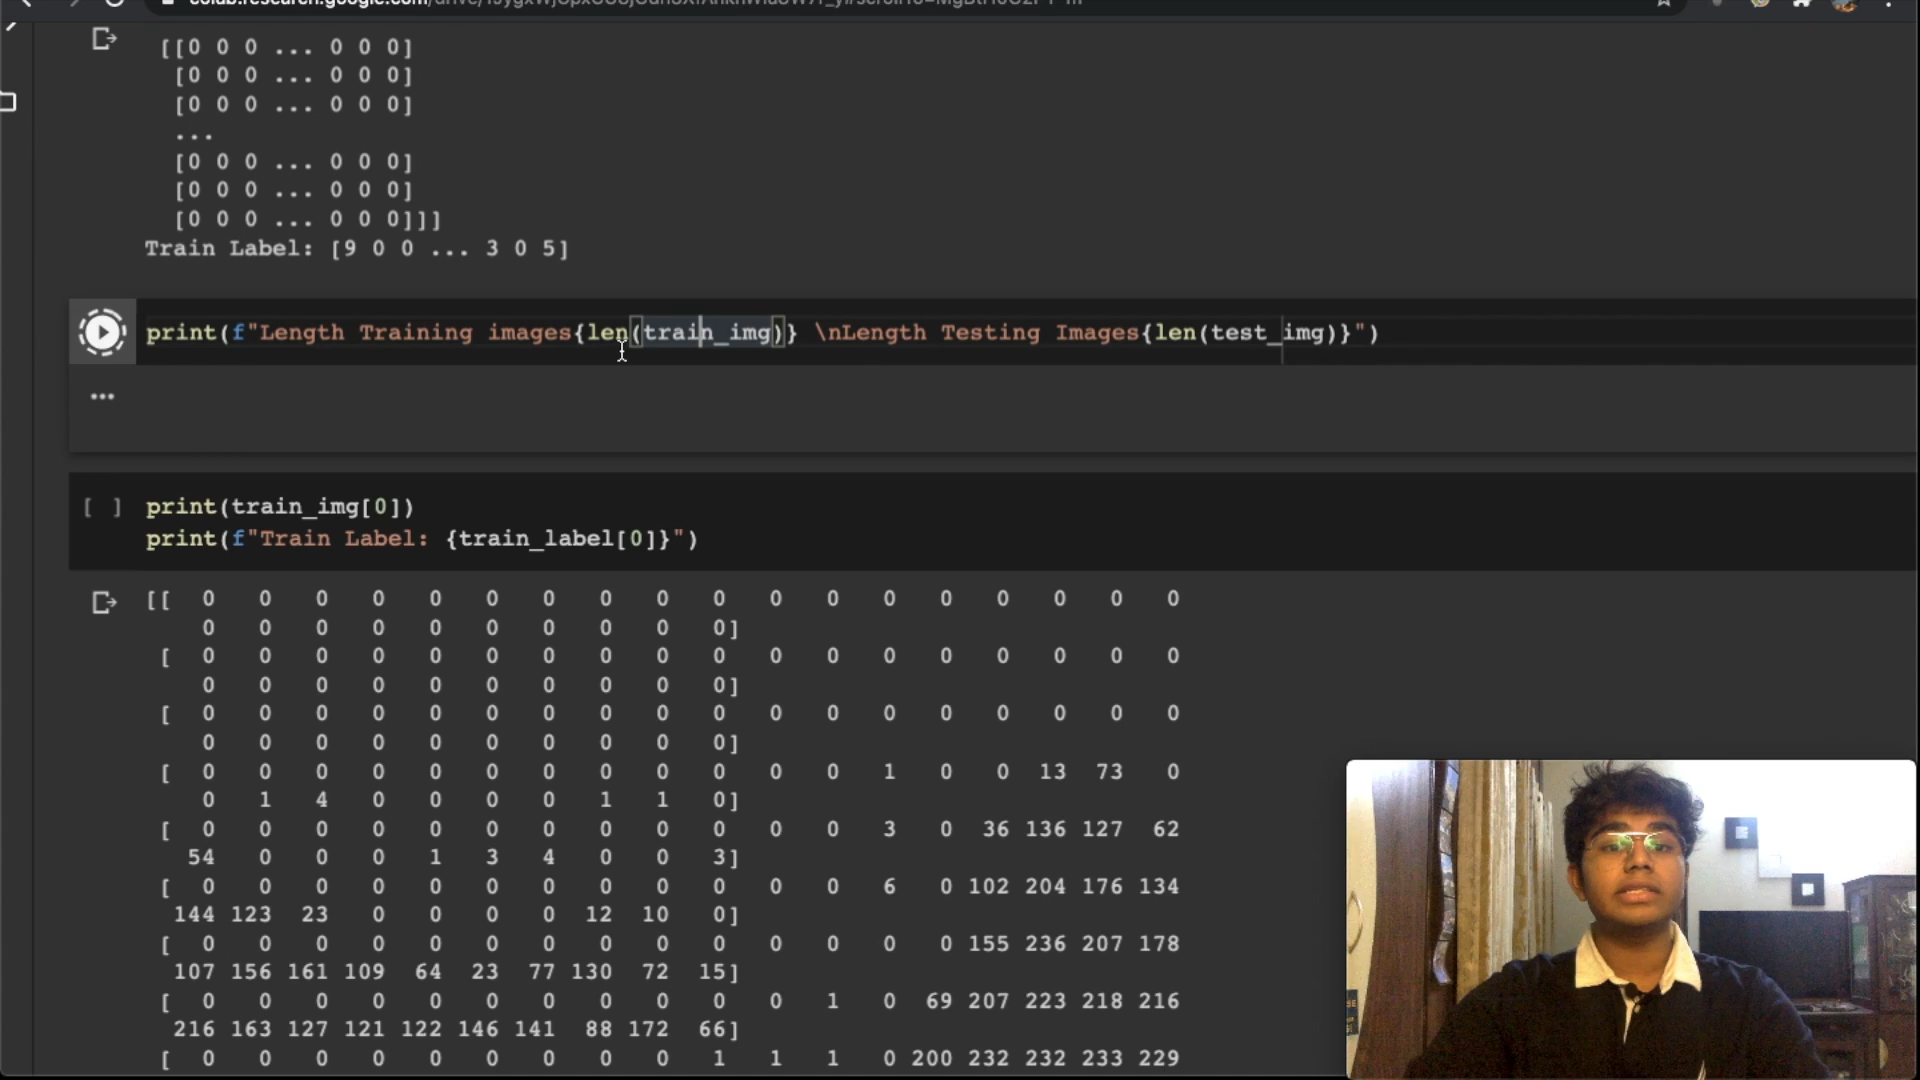 [[0 0 0 ... 0 0 0]
[0 0 0 ... 0 0 0]
[0 0 0 ... 0 0 0]
...
[0 0 0 ... 0 0 0]
[0 0 0 ... 0 0 0]
[0 0 0 ... 0 0 0]]]
Train Label: [9 0 0 ... 3 0 5]
print(f"Length Training images{len(train_img)} \nLength Testing Images{len(test_img)}")
...
[ ] print(train_img[0])
print(f"Train Label: {train_label[0]}")
[[ 0 0 0 0 0 0 0 0 0 0 0 0 0 0 0 0 0 0
0 0 0 0 0 0 0 0 0 0]
[ 0 0 0 0 0 0 0 0 0 0 0 0 0 0 0 0 0 0
0 0 0 0 0 0 0 0 0 0]
[ 0 0 0 0 0 0 0 0 0 0 0 0 0 0 0 0 0 0
0 0 0 0 0 0 0 0 0 0]
[ 0 0 0 0 0 0 0 0 0 0 0 0 1 0 0 13 73 0
0 1 4 0 0 0 0 1 1 0]
[ 0 0 0 0 0 0 0 0 0 0 0 0 3 0 36 136 127 62
54 0 0 0 1 3 4 0 0 3]
[ 0 0 0 0 0 0 0 0 0 0 0 0 6 0 102 204 176 134
144 123 23 0 0 0 0 12 10 0]
[ 0 0 0 0 0 0 0 0 0 0 0 0 0 0 155 236 207 178
107 156 161 109 64 23 77 130 72 15]
[ 0 0 0 0 0 0 0 0 0 0 0 1 0 69 207 223 218 216
216 163 127 121 122 146 141 88 172 66]
[ 0 0 0 0 0 0 0 0 0 1 1 1 0 200 232 232 233 229